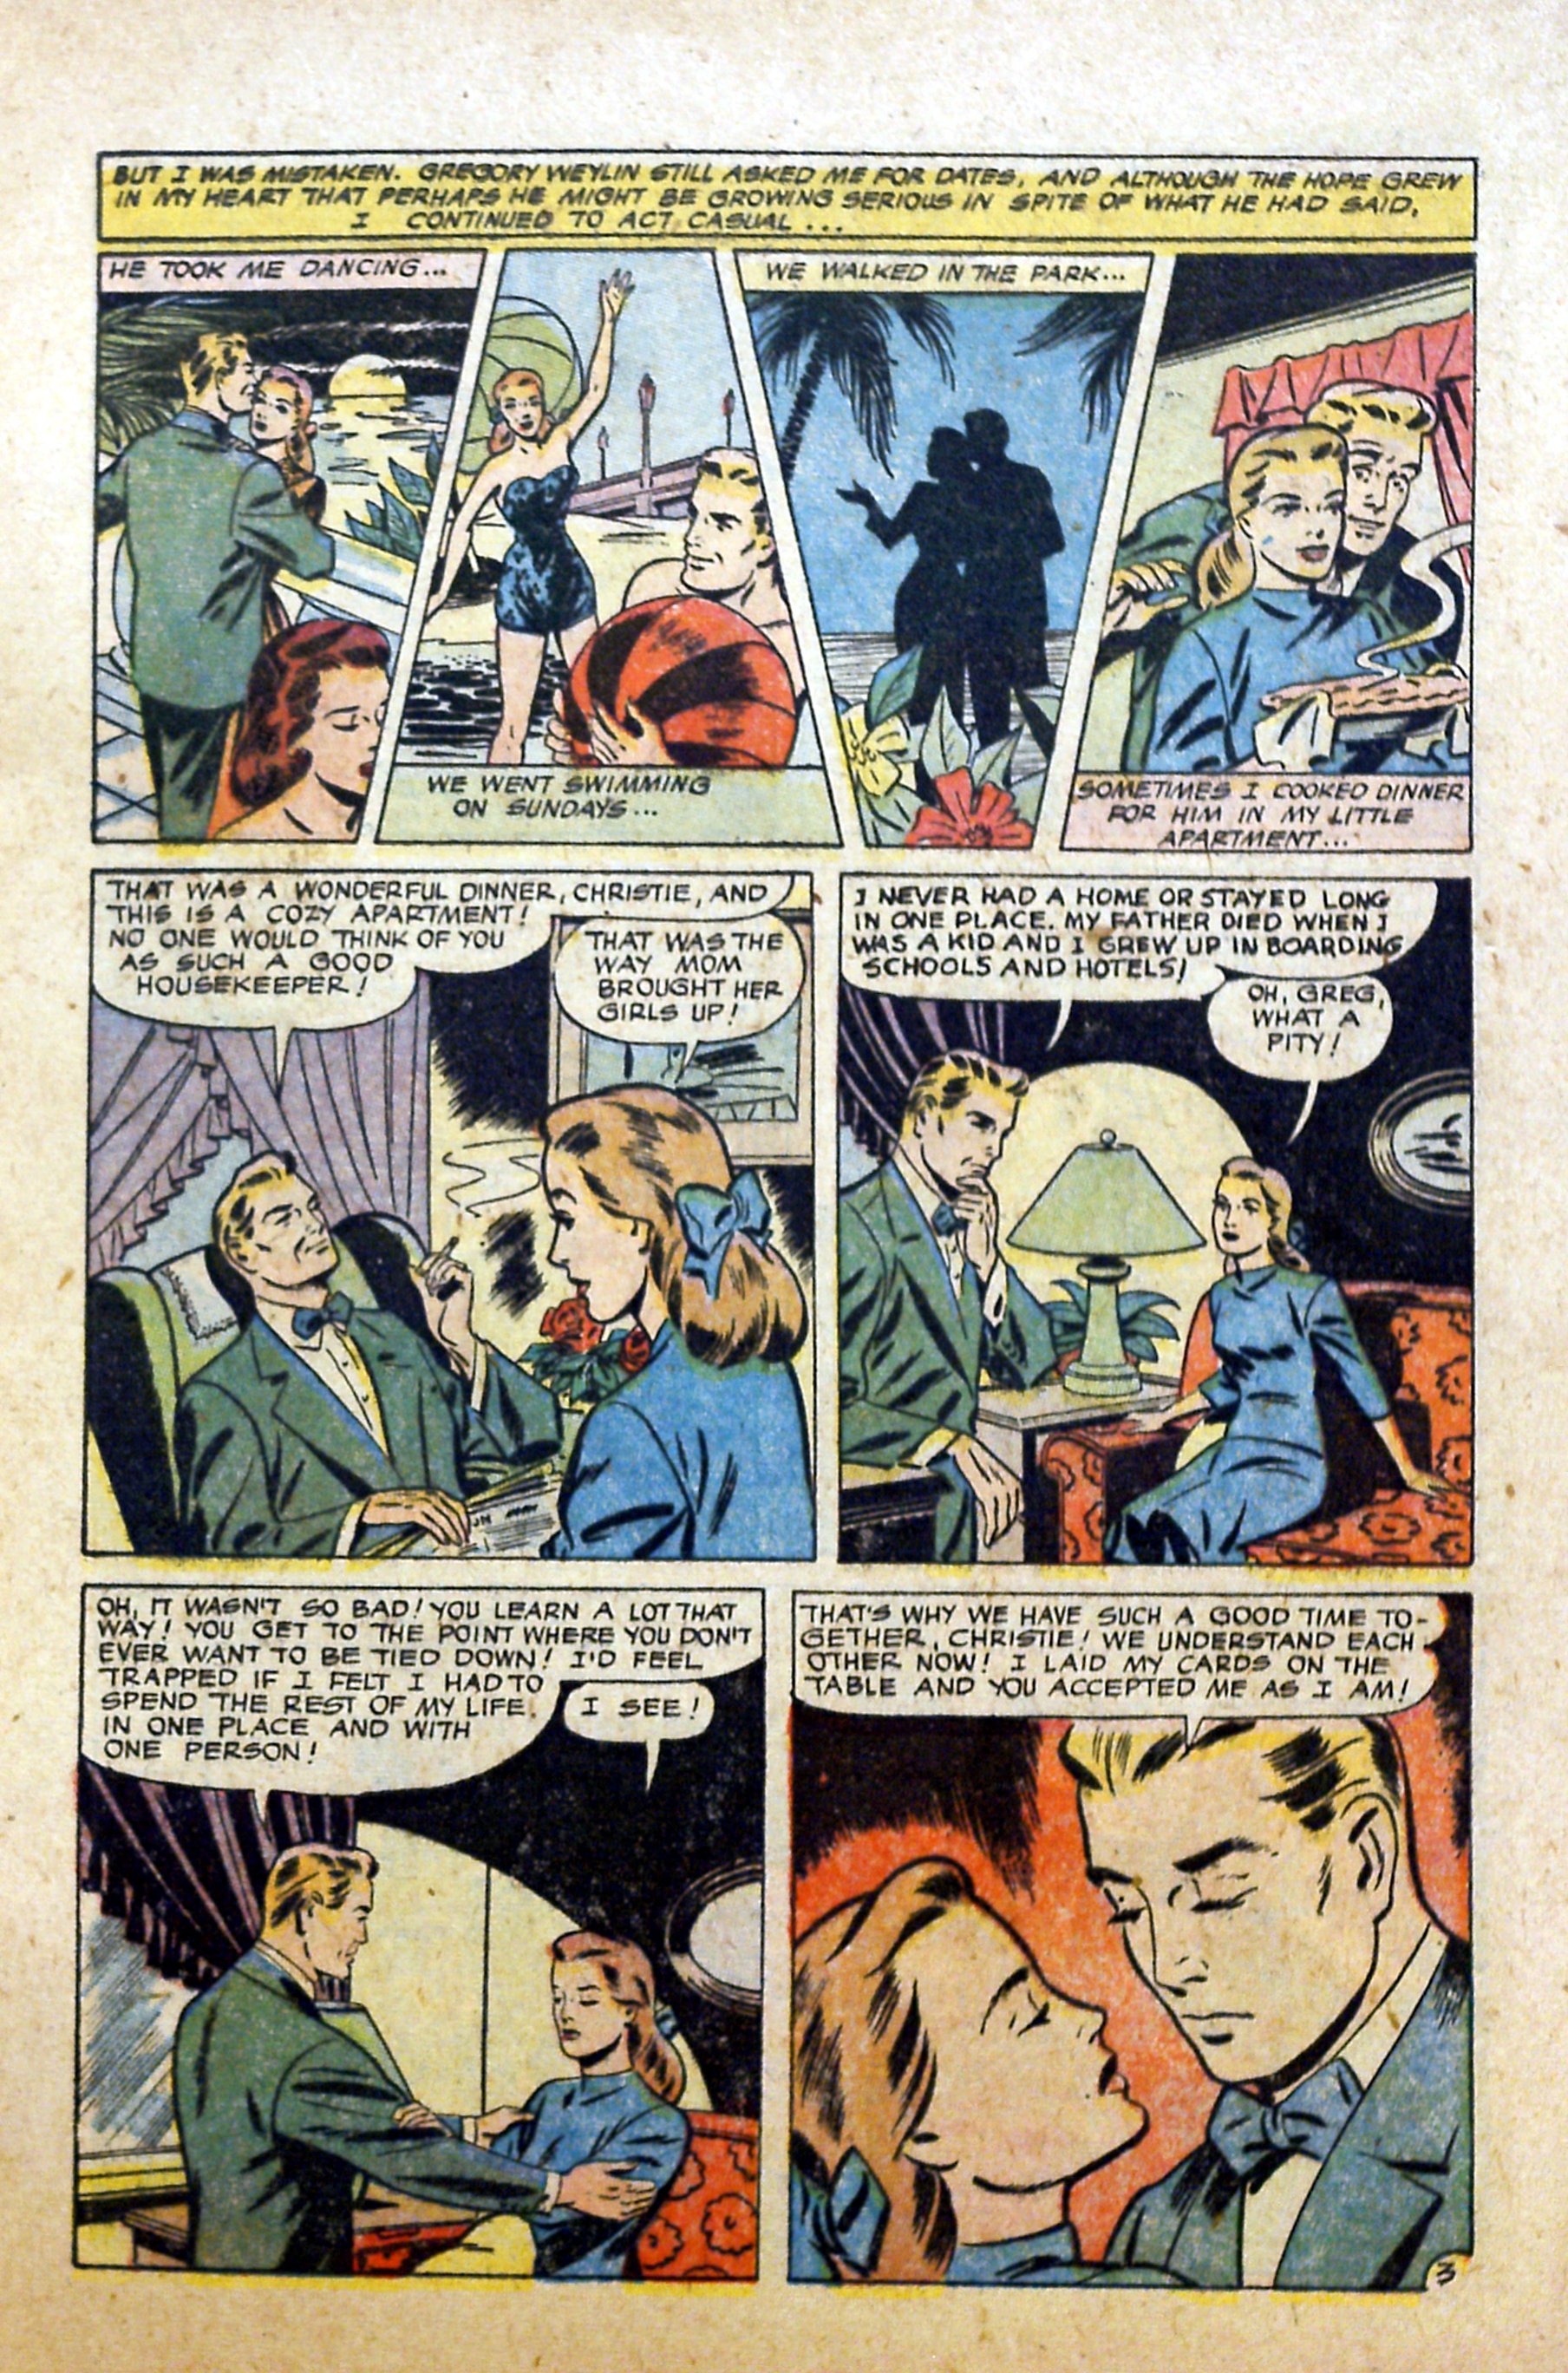 BUT I WAS MISTAKEN. GREGORY WEYLIN STILL ASKED ME FOR DATES, AND ALTHOUGH THE HOPE GREW
IN MY HEART THAT PERHAPS HE MIGHT BE GROWING SERIOUS IN SPITE OF WHAT HE HAD SAID,
I CONTINUED TO ACT CASUAL...
HE TOOK ME DANCING...
WE WENT SWIMMING
ON SUNDAYS...
WE WALKED IN THE PARK...
SOMETIMES I COOKED DINNER
FOR HIM IN MY LITTLE
APARTMENT...
THAT WAS A WONDERFUL DINNER, CHRISTIE, AND
THIS IS A COZY APARTMENT!
NO ONE WOULD THINK OF YOU
AS SUCH A GOOD
HOUSEKEEPER!
THAT WAS THE
WAY MOM
BROUGHT HER
GIRLS UP!
I NEVER HAD A HOME OR STAYED LONG
IN ONE PLACE. MY FATHER DIED WHEN I
WAS A KID AND I GREW UP IN BOARDING
SCHOOLS AND HOTELS!
OH, GREG,
WHAT A
PITY!
OH, IT WASN'T SO BAD! YOU LEARN A LOT THAT
WAY! YOU GET TO THE POINT WHERE YOU DON'T
EVER WANT TO BE TIED DOWN! I'D FEEL
TRAPPED IF I FELT I HAD TO
SPEND THE REST OF MY LIFE
IN ONE PLACE AND WITH
ONE PERSON!
I SEE!
THAT'S WHY WE HAVE SUCH A GOOD TIME TO-
GETHER, CHRISTIE! WE UNDERSTAND EACH
OTHER NOW! I LAID MY CARDS ON THE
TABLE AND YOU ACCEPTED ME AS I AM!
3